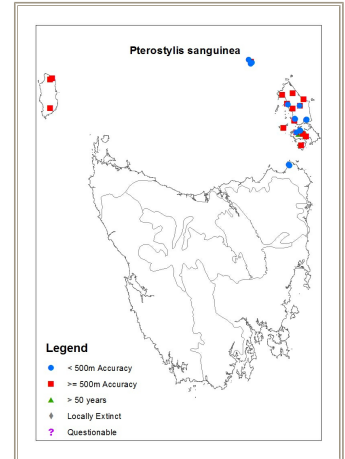 Pterostylis sanguinea
Legend
< 500m Accuracy
>= 500m Accuracy
> 50 years
Locally Extinct
? Questionable